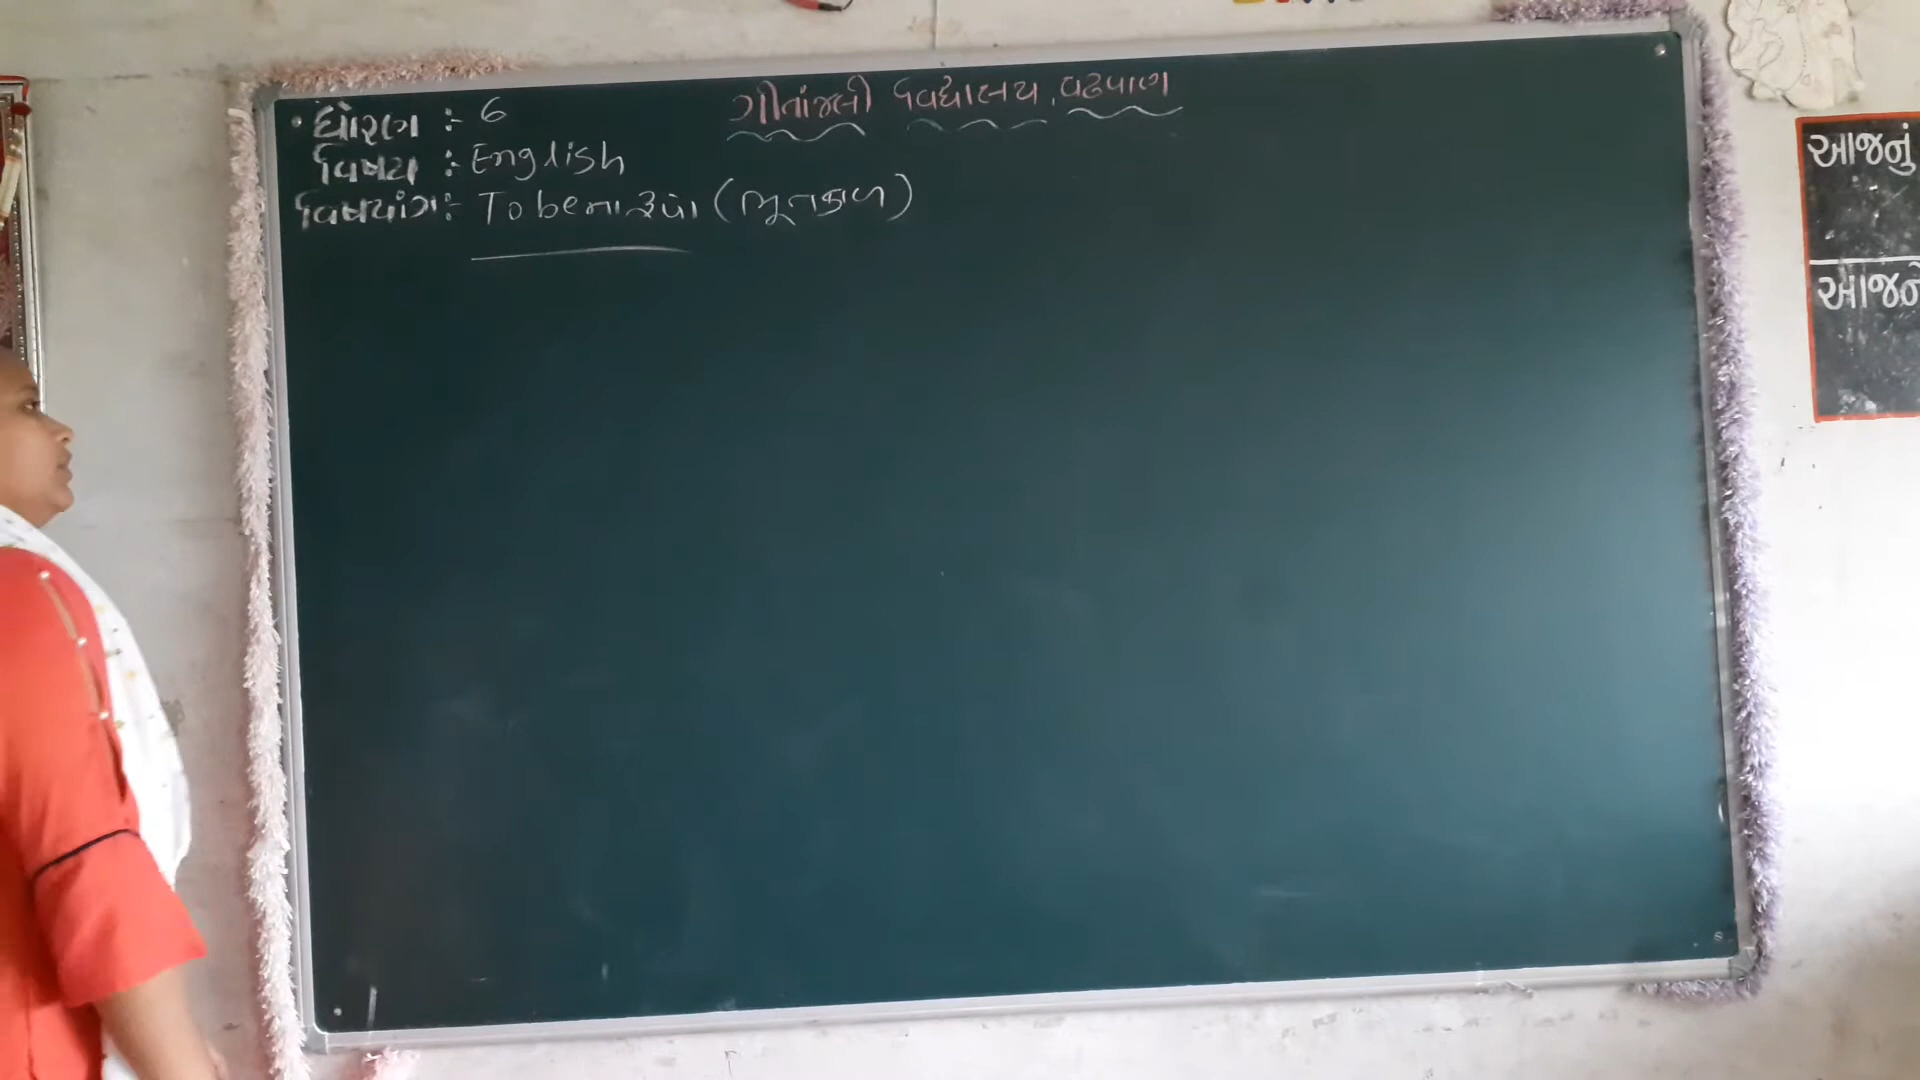 ગીતાંજલી વિદ્યાલય, વઢવાણ
ધોરણ :- 6
વિષય :- English
વિષયાંગ :- To be ના રૂપો (ભૂતકાળ)
આજનું
આજનો